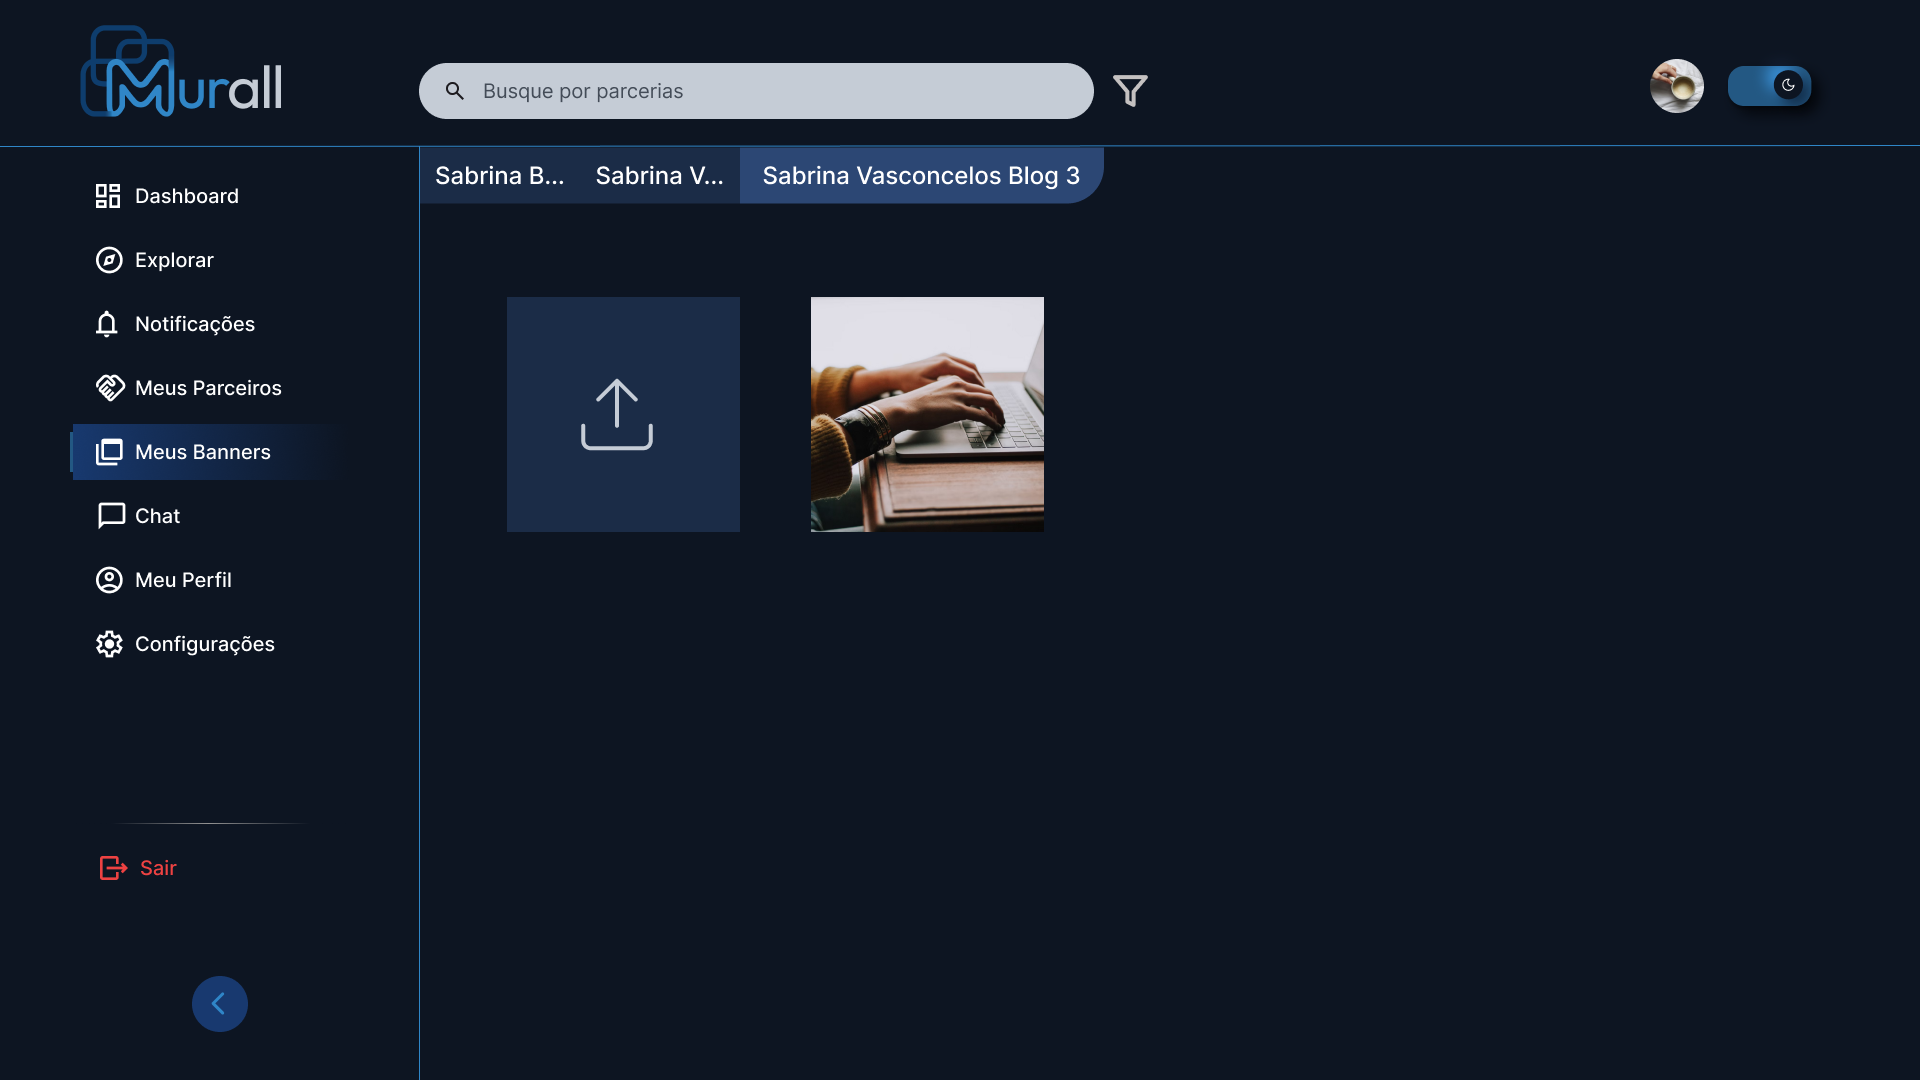 Murall
Busque por parcerias
Sabrina B... Sabrina V... Sabrina Vasconcelos Blog 3
Dashboard
Explorar
Notificações
Meus Parceiros
Meus Banners
Chat
Meu Perfil
Configurações
Sair